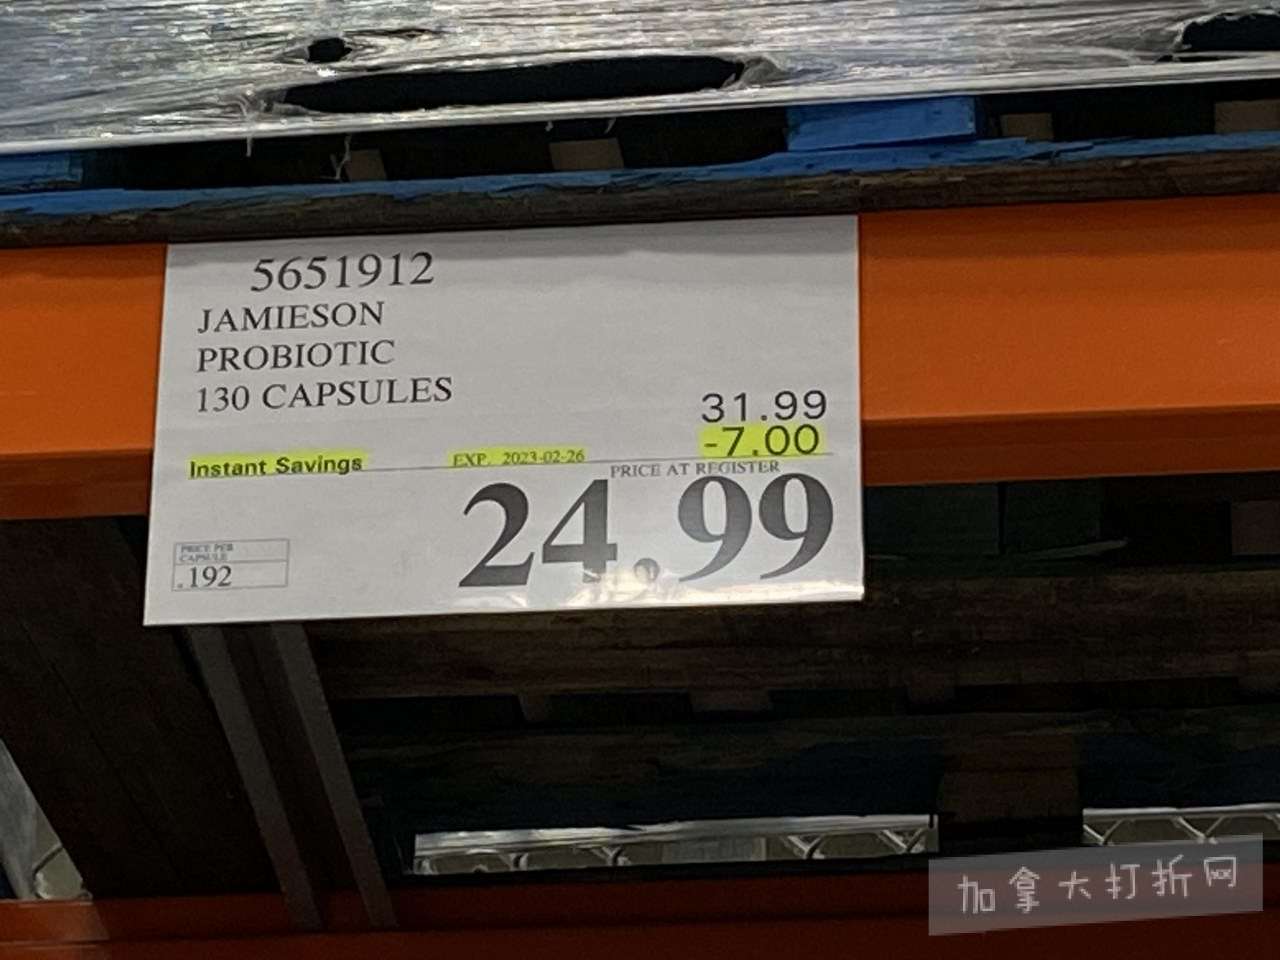 5651912
JAMIESON
PROBIOTIC
130 CAPSULES
31.99
-7.00
Instant Savings
EXP. 2023-02-26
PRICE AT REGISTER
24.99
PRICE PER
CAPSULE
.192
加拿大打折网